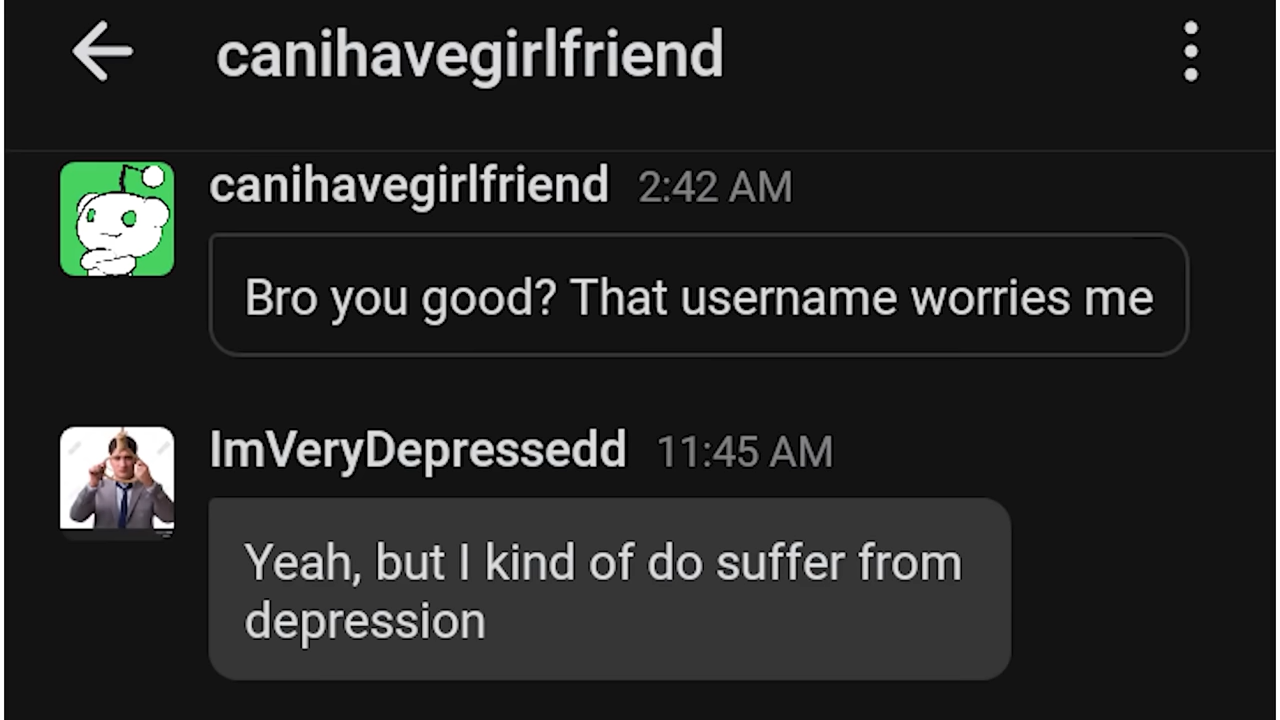 canihavegirlfriend
canihavegirlfriend 2:42 AM
Bro you good? That username worries me
ImVeryDepressedd 11:45 AM
Yeah, but I kind of do suffer from
depression